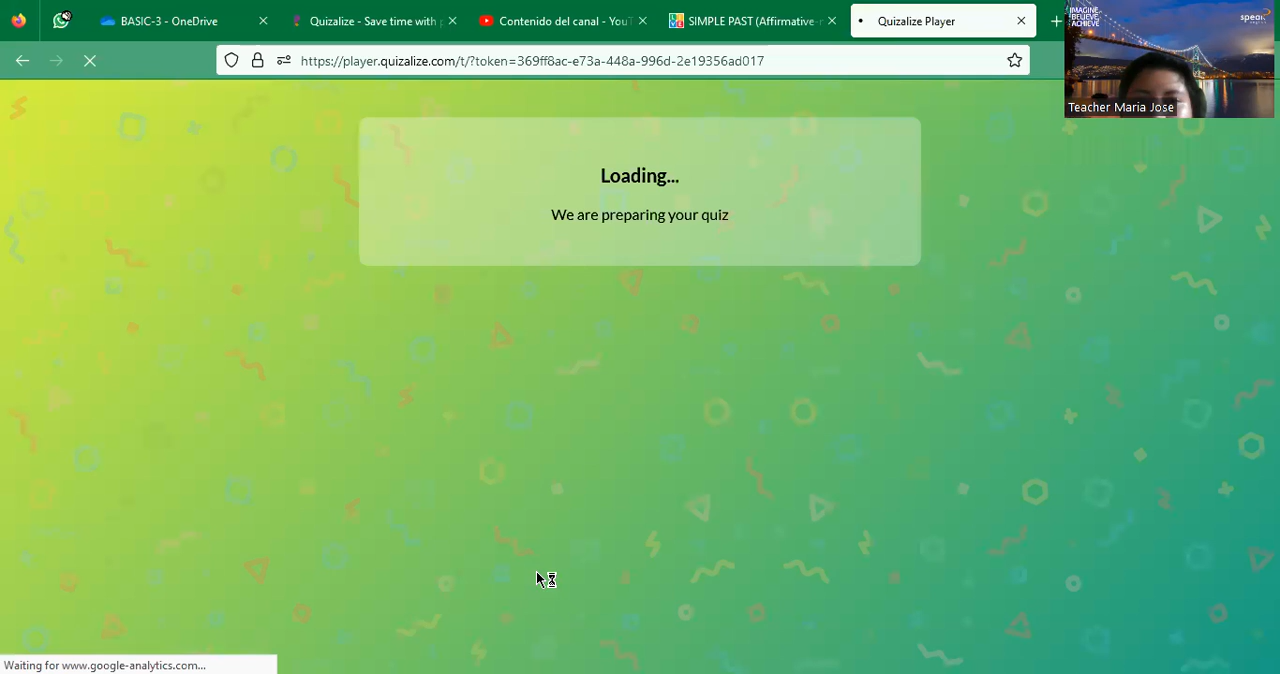 BASIC-3 - OneDrive
Quizalize - Save time with
Contenido del canal - You
SIMPLE PAST (Affirmative-
Quizalize Player
https://player.quizalize.com/t/?token=369ff8ac-e73a-448a-996d-2e19356ad017
IMAGINE
BELIEVE
ACHIEVE
speak
Teacher Maria Jose
Loading...
We are preparing your quiz
Waiting for www.google-analytics.com...